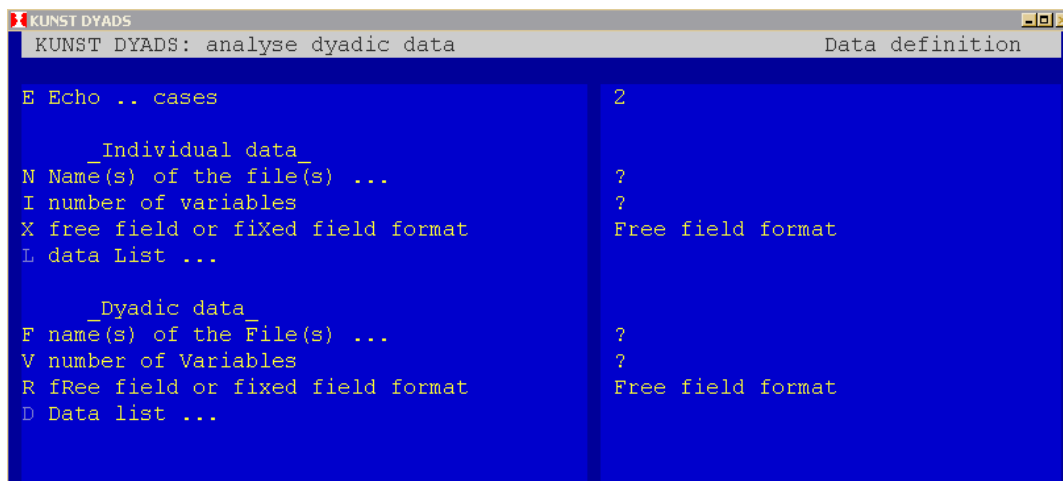 KUNST DYADS
KUNST DYADS: analyse dyadic data Data definition
E Echo .. cases 2
_Individual data_
N Name(s) of the file(s) ... ?
I number of variables ?
X free field or fiXed field format Free field format
L data List ...
_Dyadic data_
F name(s) of the File(s) ... ?
V number of Variables ?
R fRee field or fixed field format Free field format
D Data list ...